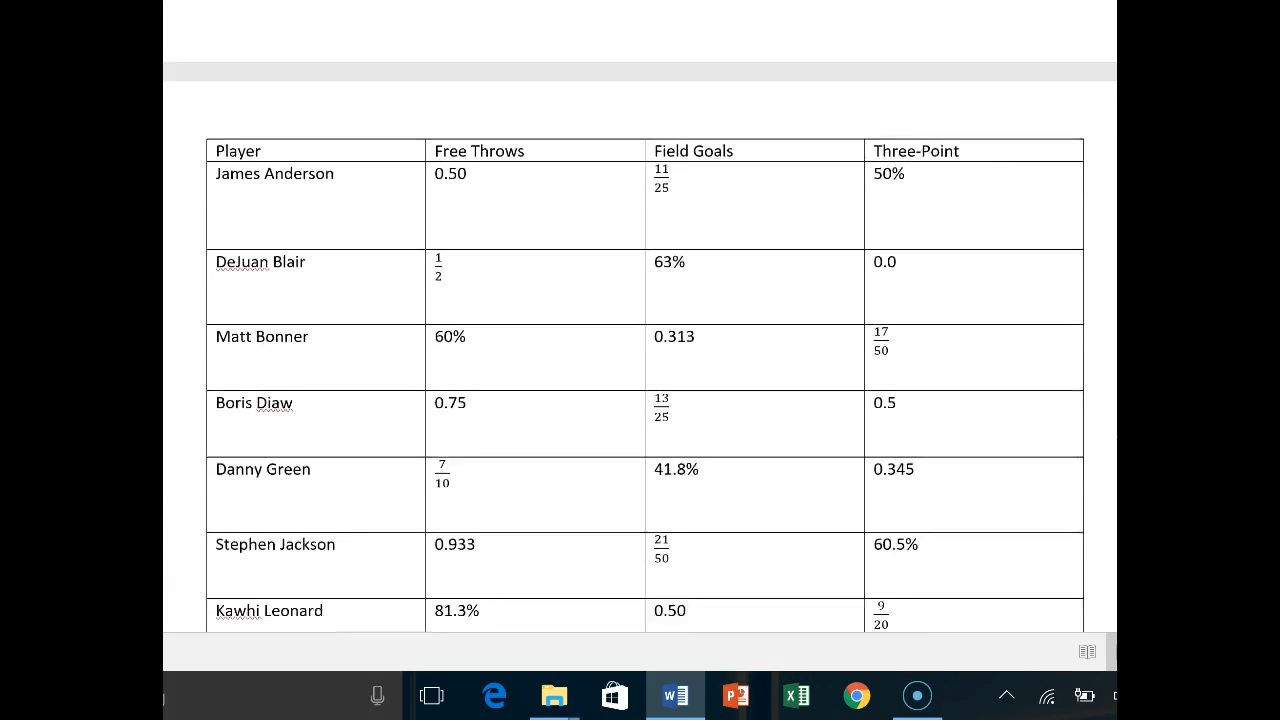 Player Free Throws Field Goals Three-Point
James Anderson 0.50 11/25 50%
DeJuan Blair 1/2 63% 0.0
Matt Bonner 60% 0.313 17/50
Boris Diaw 0.75 13/25 0.5
Danny Green 7/10 41.8% 0.345
Stephen Jackson 0.933 21/50 60.5%
Kawhi Leonard 81.3% 0.50 9/20